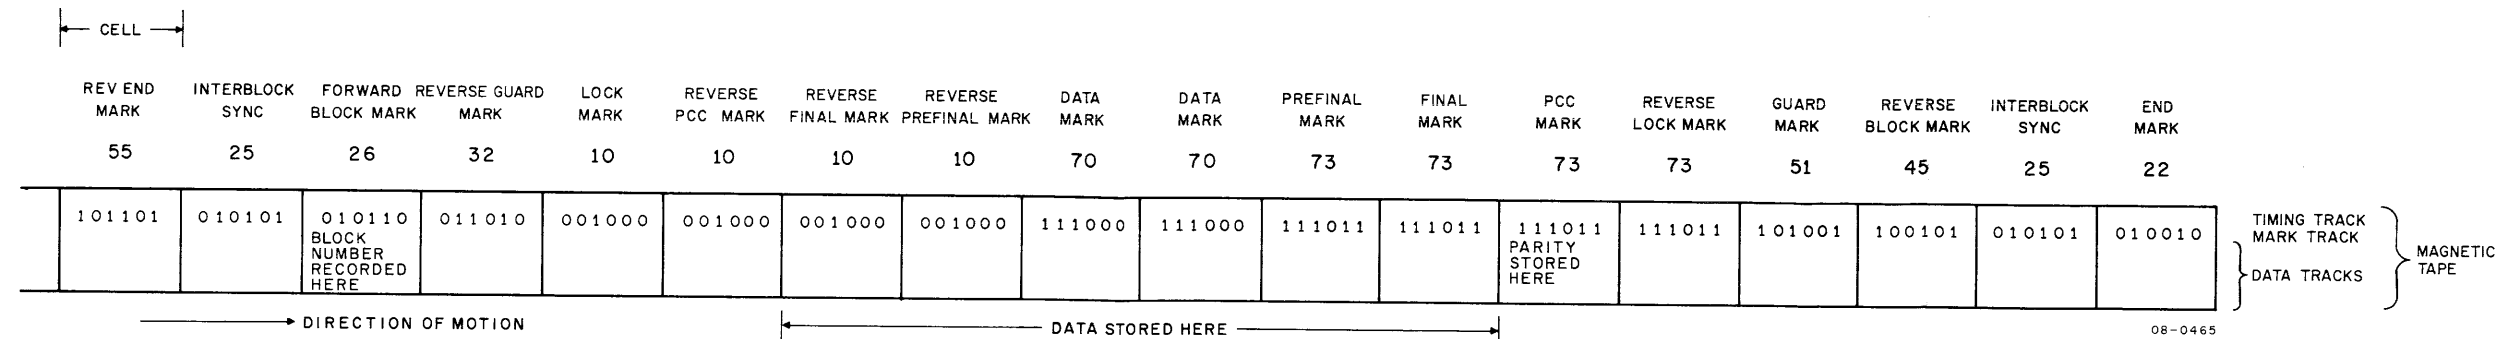 CELL
REV END MARK
INTERBLOCK SYNC
FORWARD BLOCK MARK
REVERSE GUARD MARK
LOCK MARK
REVERSE PCC MARK
REVERSE FINAL MARK
REVERSE PREFINAL MARK
DATA MARK
DATA MARK
PREFINAL MARK
FINAL MARK
PCC MARK
REVERSE LOCK MARK
GUARD MARK
REVERSE BLOCK MARK
INTERBLOCK SYNC
END MARK
55 25 26 32 10 10 10 10 70 70 73 73 73 73 51 45 25 22
101101 010101 010110 011010 001000 001000 001000 001000 111000 111000 111011 111011 111011 111011 101001 100101 010101 010010
BLOCK
NUMBER
RECORDED
HERE
PARITY
STORED
HERE
TIMING TRACK
MARK TRACK
DATA TRACKS
MAGNETIC
TAPE
DIRECTION OF MOTION
DATA STORED HERE
08-0465